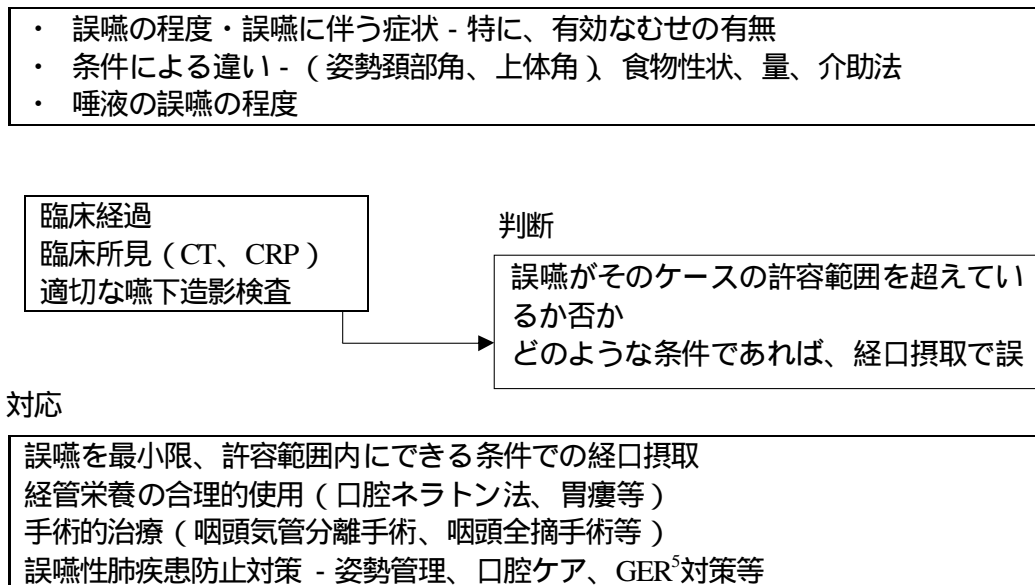 ・ 誤嚥の程度・誤嚥に伴う症状 - 特に、有効なむせの有無
・ 条件による違い - （姿勢頚部角、上体角）、食物性状、量、介助法
・ 唾液の誤嚥の程度
臨床経過
臨床所見（CT、CRP）
適切な嚥下造影検査
判断
誤嚥がそのケースの許容範囲を超えてい
るか否か
どのような条件であれば、経口摂取で誤
対応
誤嚥を最小限、許容範囲内にできる条件での経口摂取
経管栄養の合理的使用（口腔ネラトン法、胃瘻等）
手術的治療（咽頭気管分離手術、咽頭全摘手術等）
誤嚥性肺疾患防止対策 - 姿勢管理、口腔ケア、GER5対策等